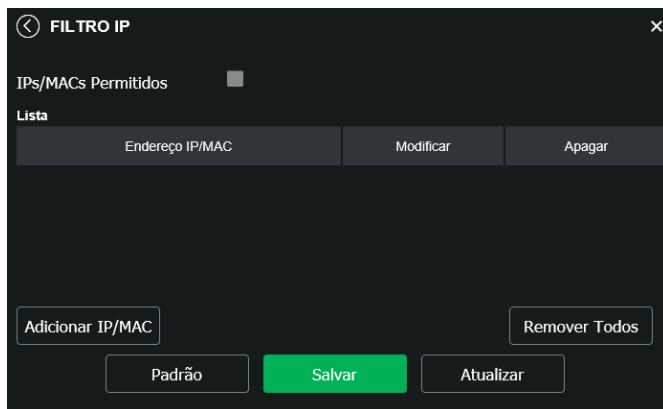 FILTRO IP
IPs/MACs Permitidos
Lista
Endereço IP/MAC Modificar Apagar
Adicionar IP/MAC Remover Todos
Padrão Salvar Atualizar